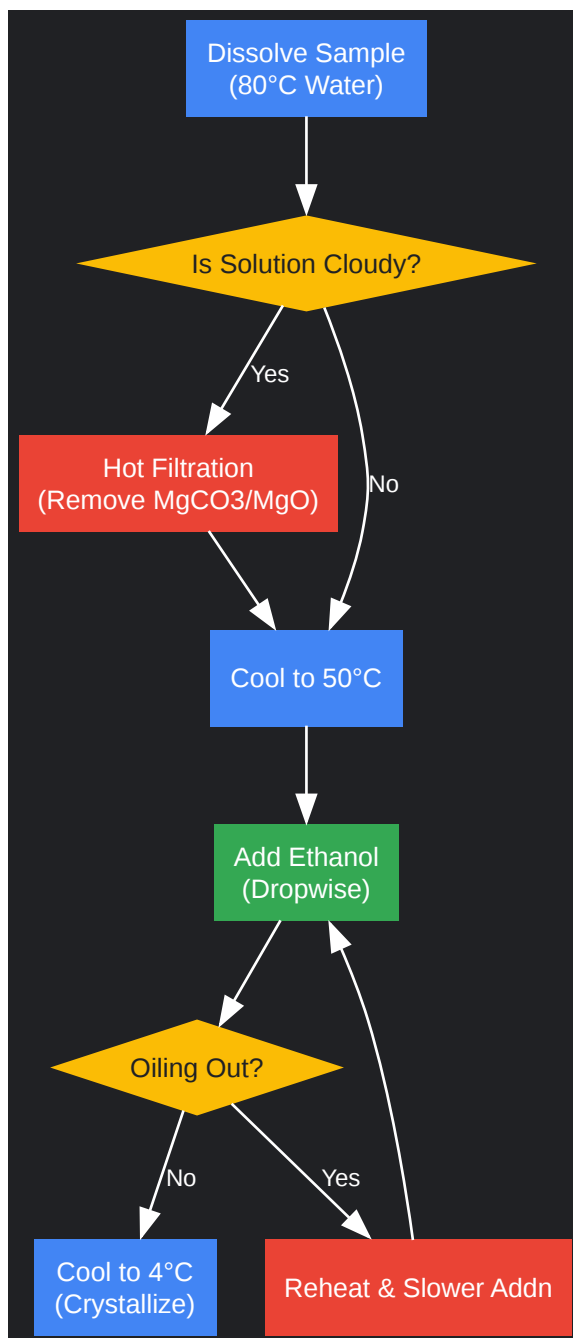 Dissolve Sample
(80°C Water)
Is Solution Cloudy?
Yes
Hot Filtration
(Remove MgCO3/MgO)
No
Cool to 50°C
Add Ethanol
(Dropwise)
Oiling Out?
No
Yes
Cool to 4°C
(Crystallize)
Reheat & Slower Addn